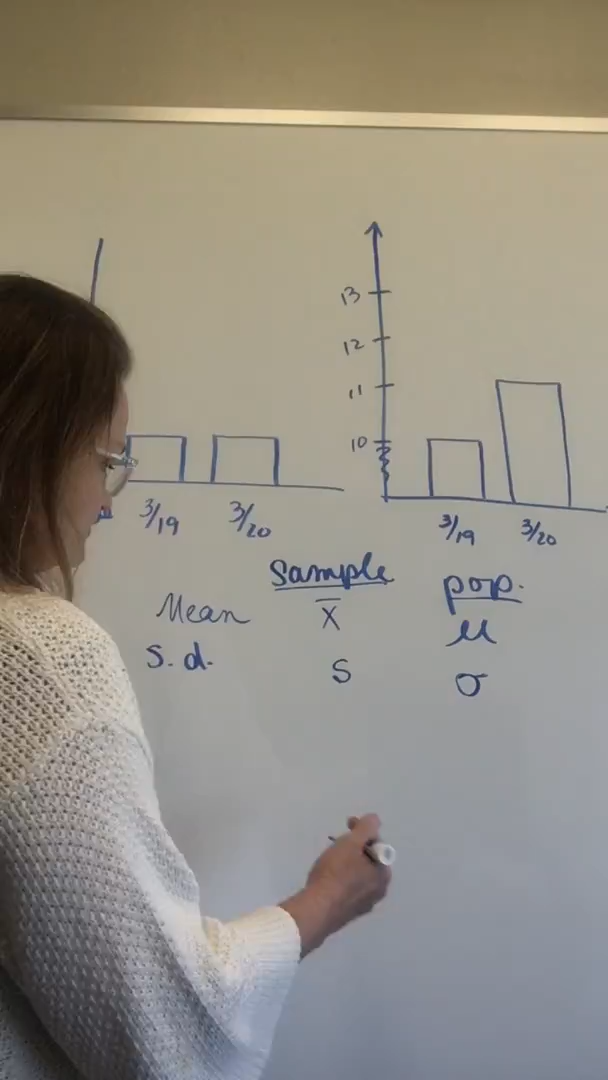 13
12
11
10
3/19 3/20
3/19 3/20
Sample pop.
Mean x̄ μ
s.d. s σ